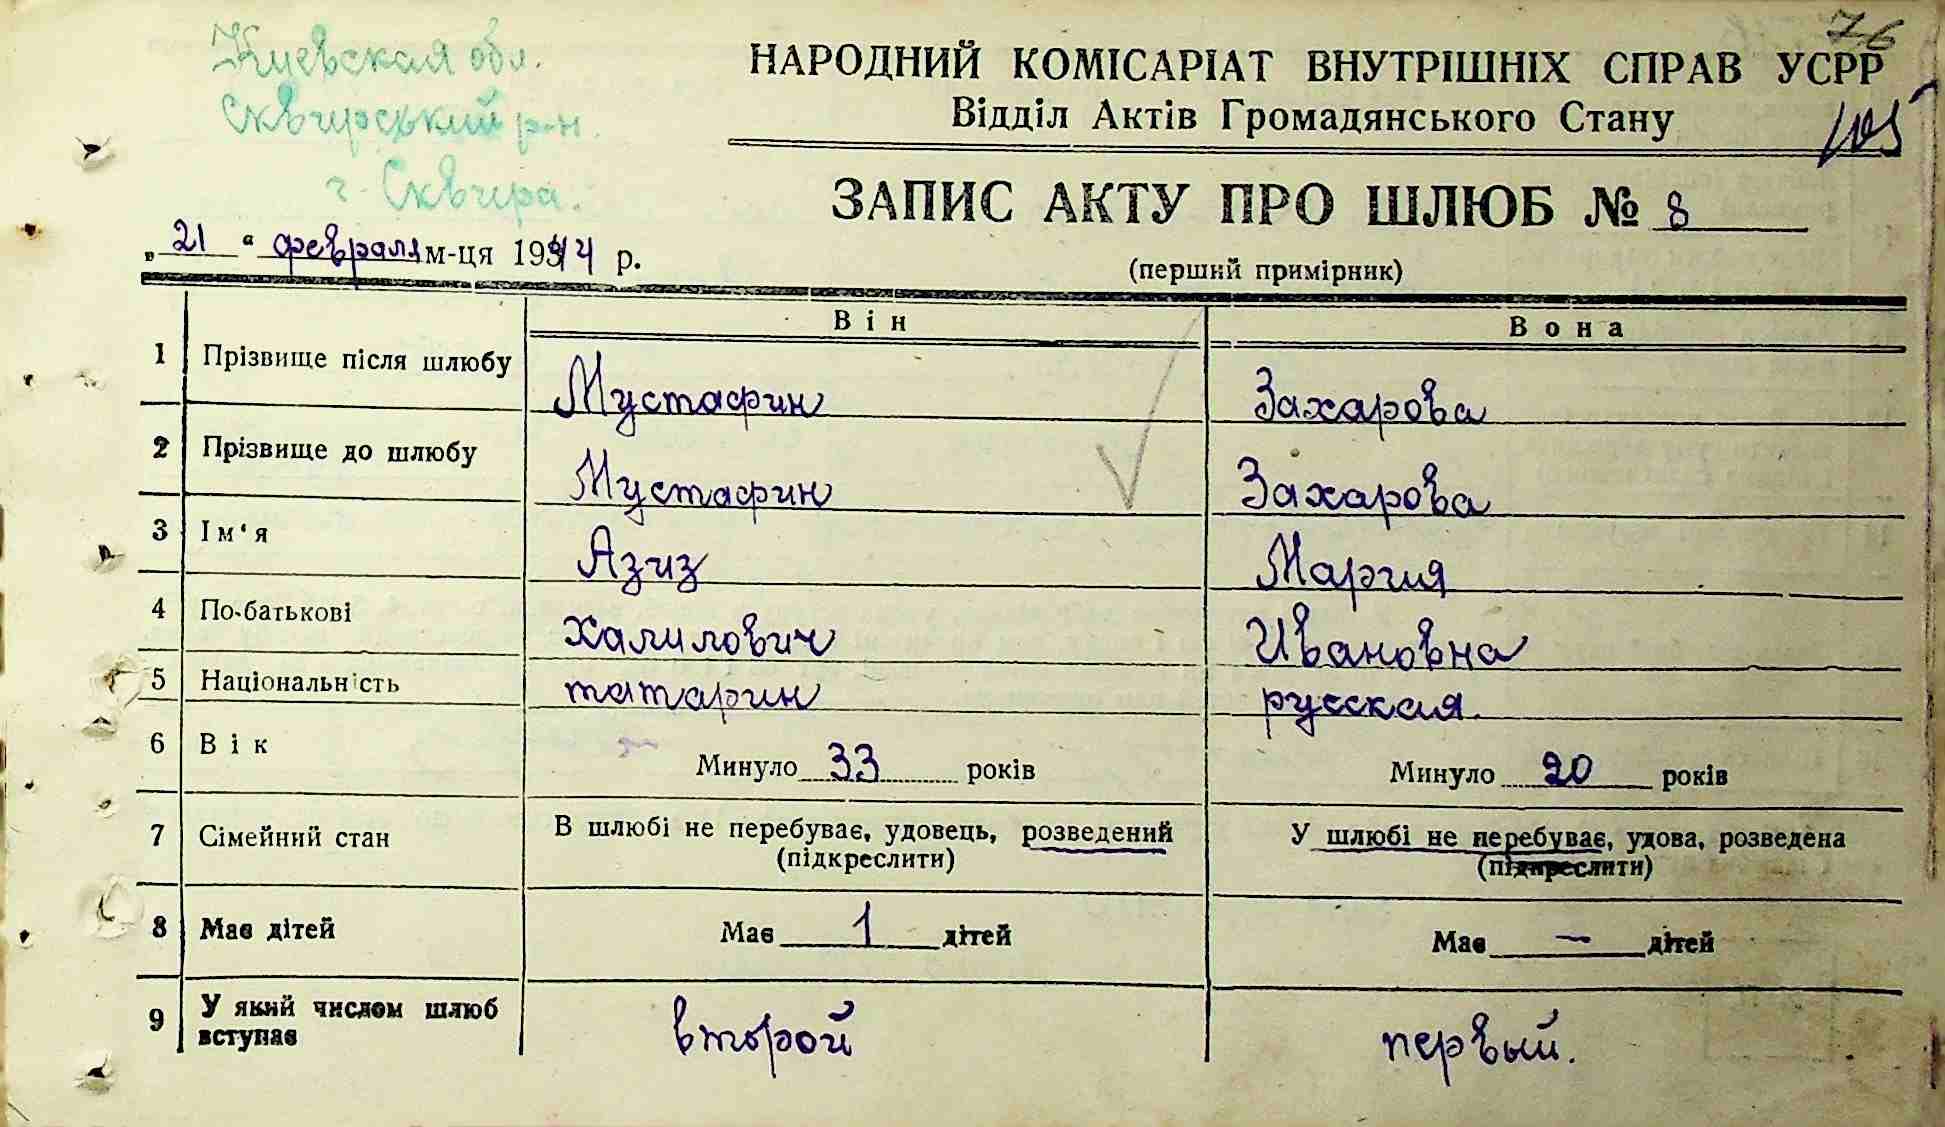 76
Киевская обл.
Сквирський р-н.
г. Сквира.
НАРОДНИЙ КОМІСАРІАТ ВНУТРІШНІХ СПРАВ УСРР
Відділ Актів Громадянського Стану
ЗАПИС АКТУ ПРО ШЛЮБ № 8
(перший примірник)
„ 21 “ февраля м-ця 1944 р.
Він Вона
1 Прізвище після шлюбу Мустафин Захарова
2 Прізвище до шлюбу Мустафин Захарова
3 Ім'я Азиз Мария
4 По-батькові Халилович Ивановна
5 Національність татарин русская.
6 Вік Минуло 33 років Минуло 20 років
7 Сімейний стан В шлюбі не перебуває, удовець, розведений У шлюбі не перебуває, удова, розведена
(підкреслити) (підкреслити)
8 Має дітей Має 1 дітей Має — дітей
9 У який числом шлюб вступає второй первый.